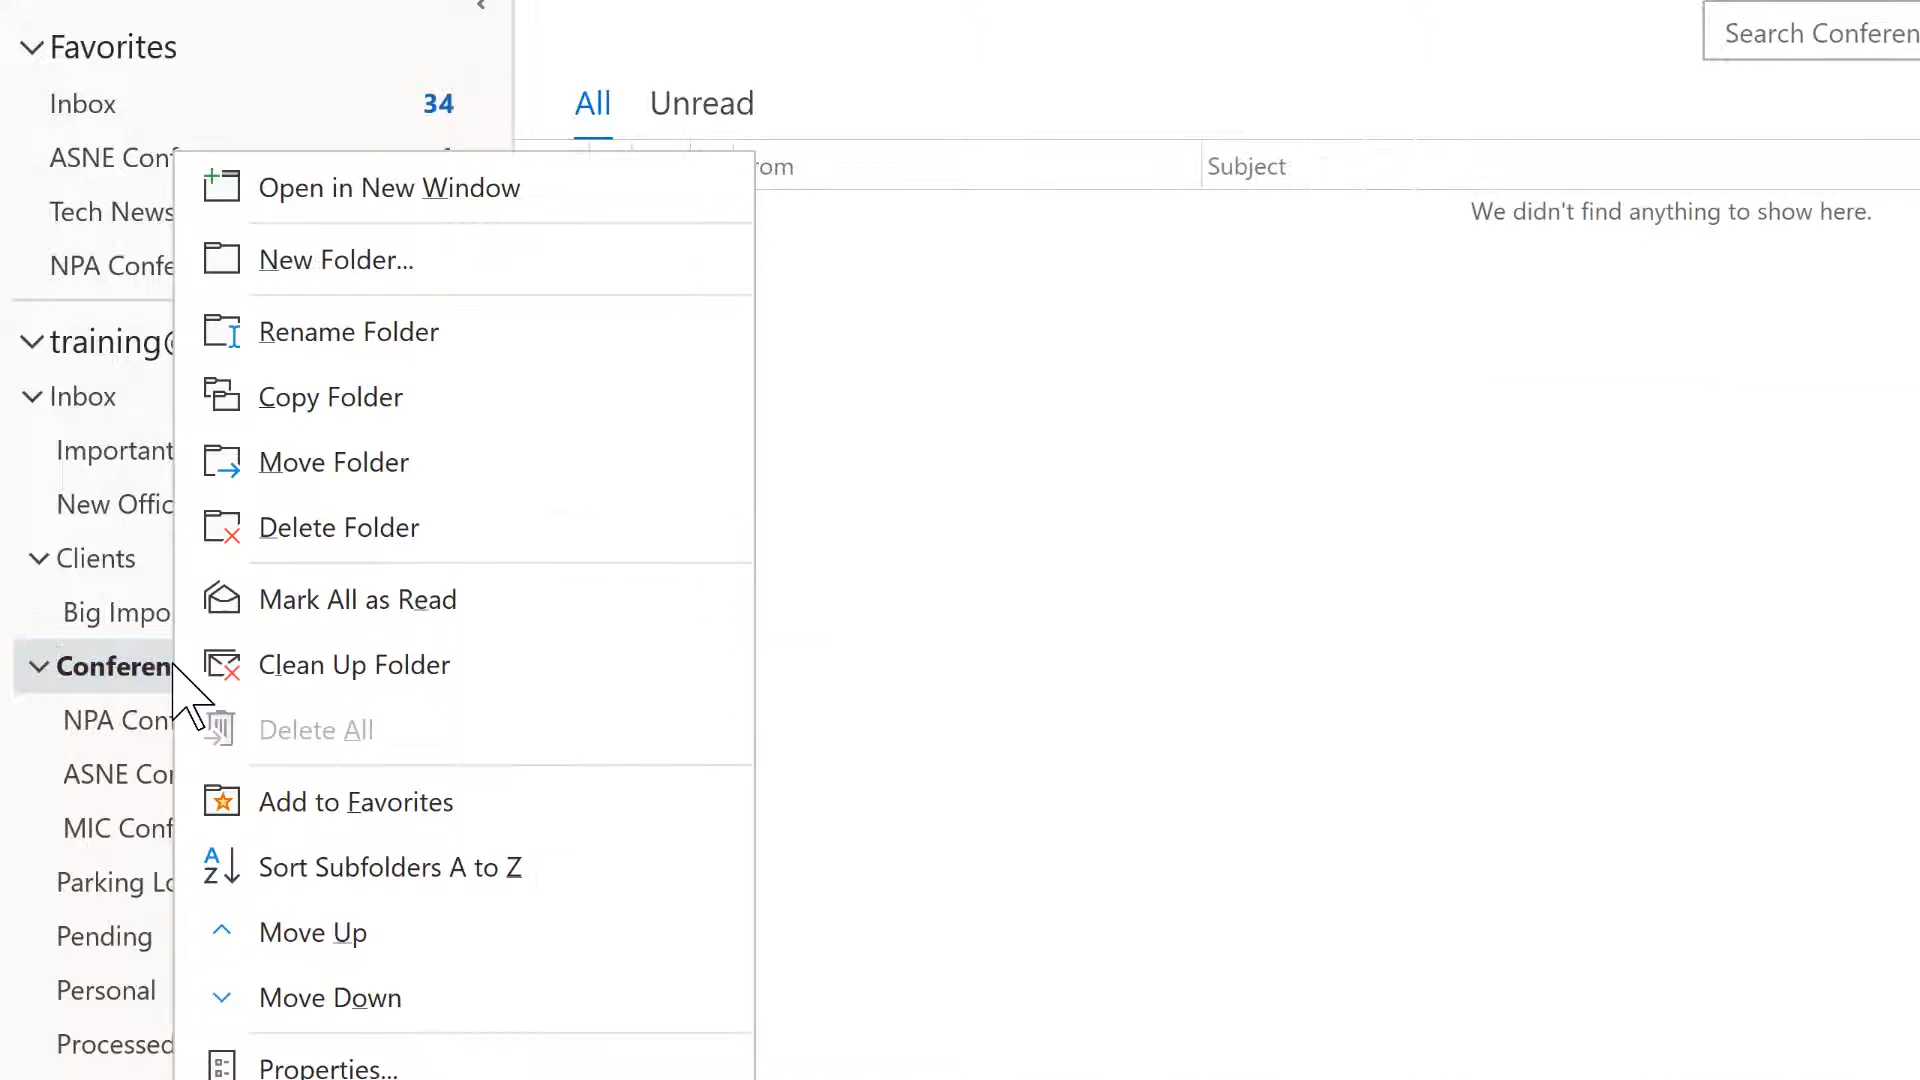 Favorites
Search Conferen
Inbox 34
All Unread
ASNE Conf
Open in New Window
rom Subject
Tech News
We didn't find anything to show here.
NPA Confe
New Folder...
training@
Rename Folder
Inbox
Copy Folder
Important
Move Folder
New Offic
Delete Folder
Clients
Mark All as Read
Big Impo
Conferen
Clean Up Folder
NPA Conf
Delete All
ASNE Con
Add to Favorites
MIC Conf
Sort Subfolders A to Z
Parking Lo
Pending
Move Up
Personal
Move Down
Processed
Properties...